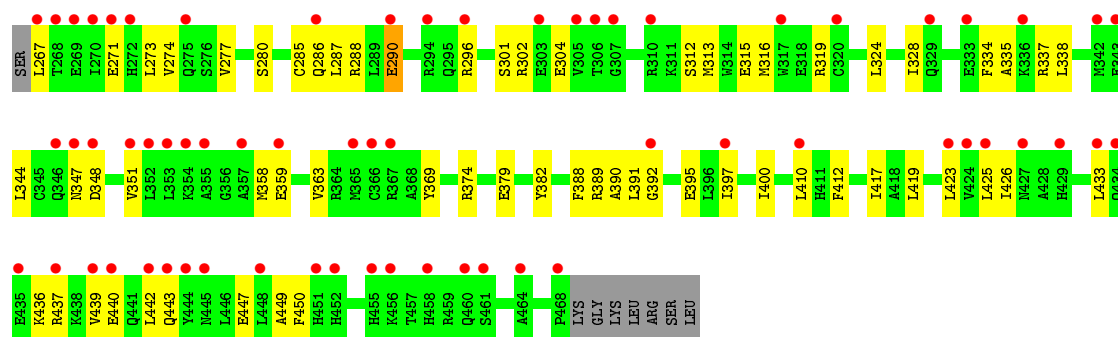 SER L267 T268 E269 I270 E271 H272 L273 V274 Q275 S276 V277 S280 C285 Q286 L287 R288 L289 E290 R294 Q295 R296 S301 R302 E303 E304 V305 T306 G307 R310 K311 S312 M313 W314 E315 M316 W317 E318 R319 C320 L324 I328 Q329 E333 F334 A335 K336 R337 L338 M342
L344 C345 Q346 N347 D348 V351 L352 L353 K354 A355 G356 A357 M358 E359 V363 R364 M365 C366 R367 A368 Y369 R374 E379 Y382 F388 R389 A390 L391 G392 E395 L396 I397 I400 L410 H411 F412 I417 A418 L419 L423 V424 L425 I426 N427 A428 H429 L433
E435 K436 R437 K438 V439 E440 Q441 L442 Q443 Y444 N445 L446 E447 L448 A449 F450 H451 H452 H455 K456 T457 H458 R459 Q460 S461 A464 P468 LYS GLY LYS LEU ARG SER LEU